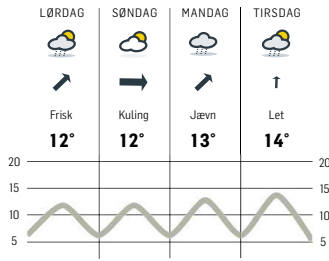 LØRDAG SØNDAG MANDAG TIRSDAG
Frisk Kuling Jævn Let
12° 12° 13° 14°
20 20
15 15
10 10
5 5